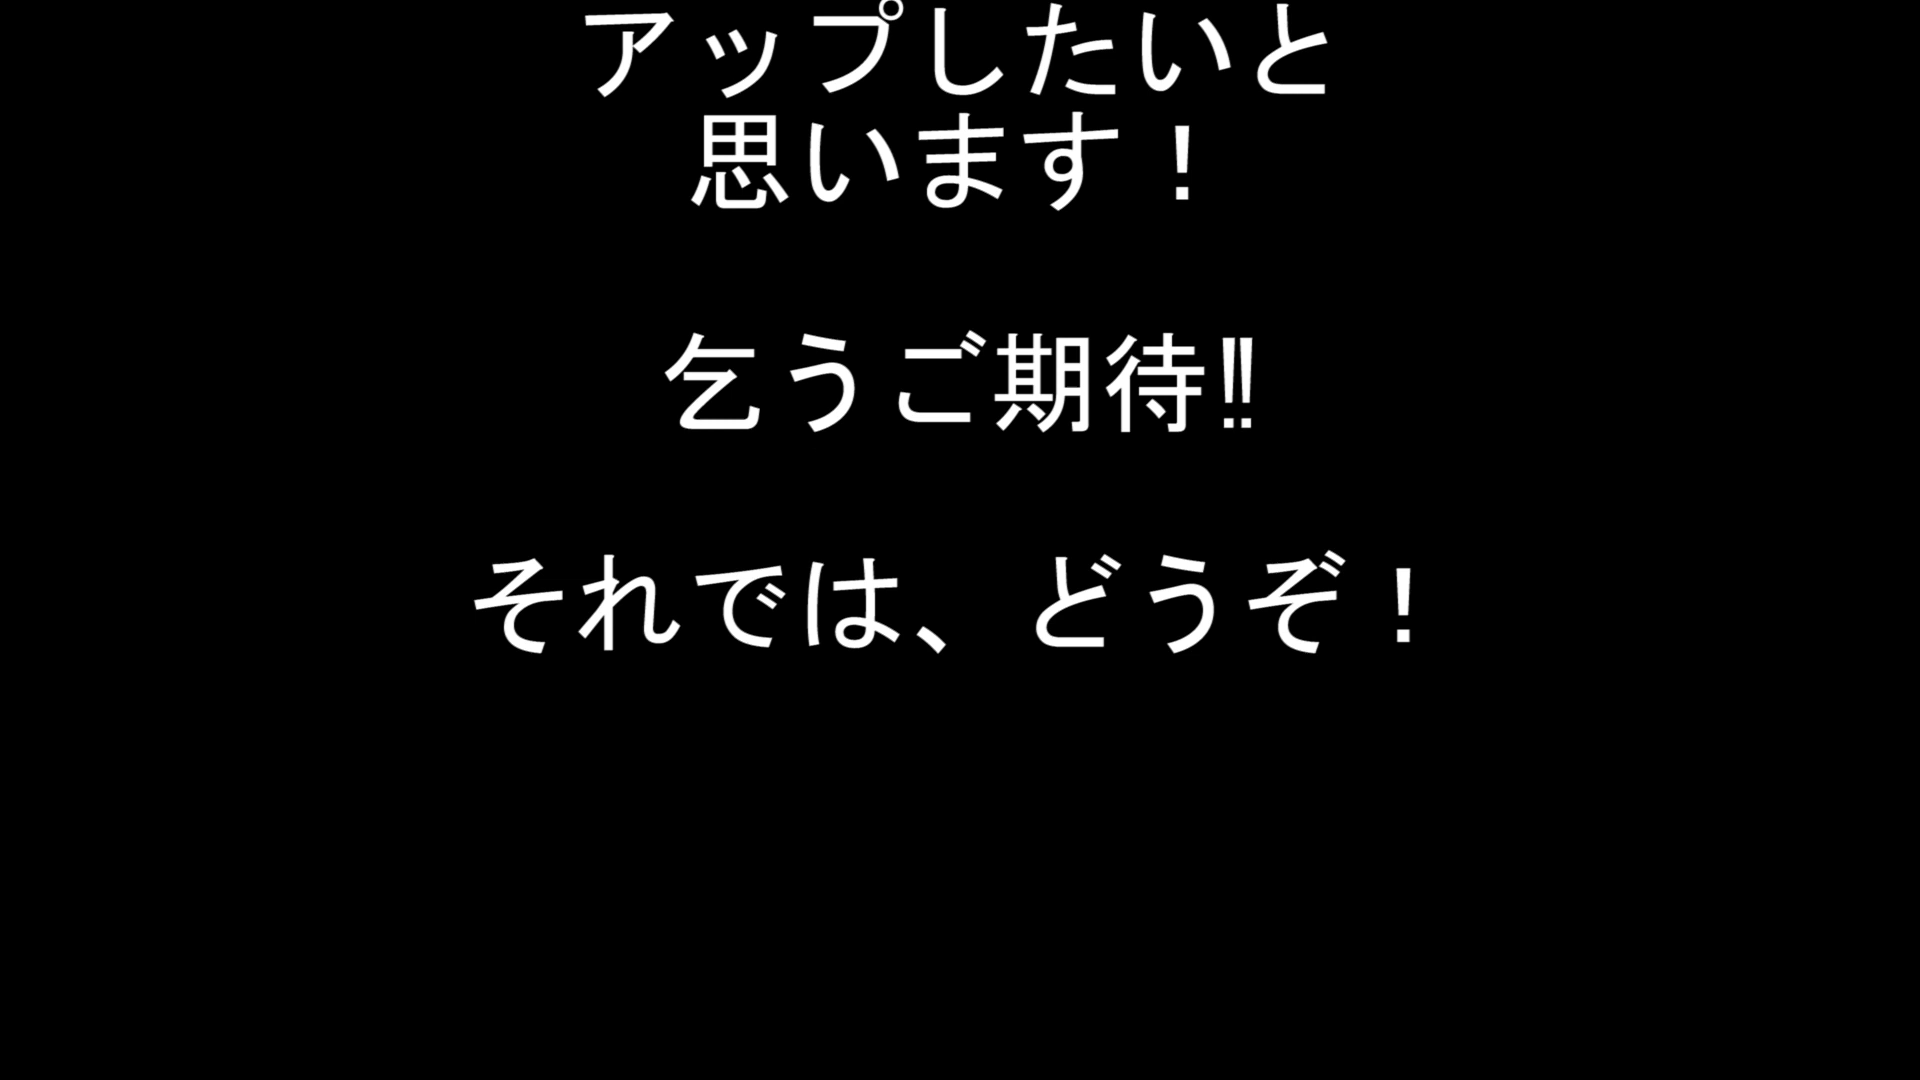 アップしたいと
思います！
乞うご期待‼
それでは、どうぞ！